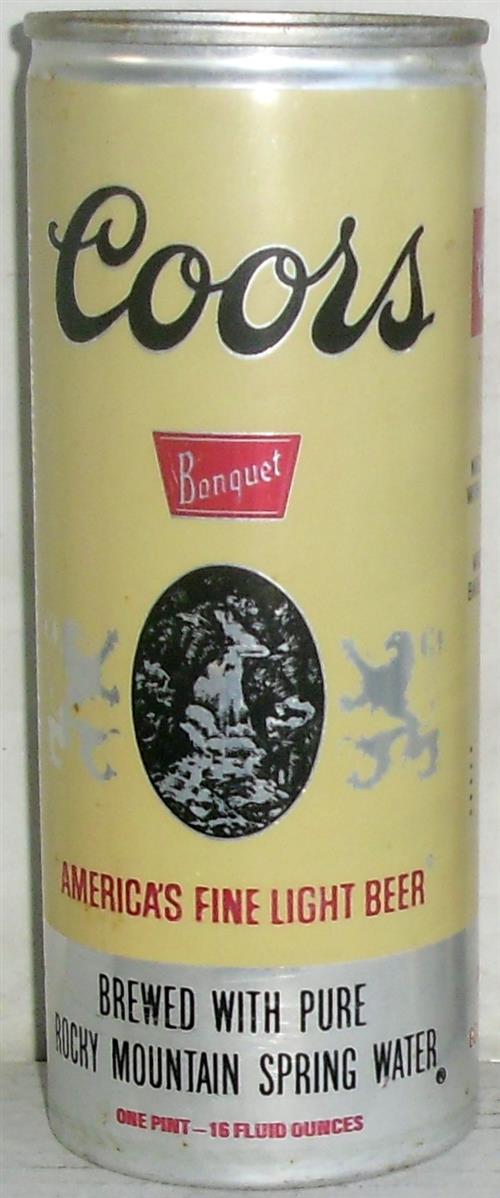 Coors
Banquet
AMERICA'S FINE LIGHT BEER
BREWED WITH PURE
ROCKY MOUNTAIN SPRING WATER®
ONE PINT–16 FLUID OUNCES